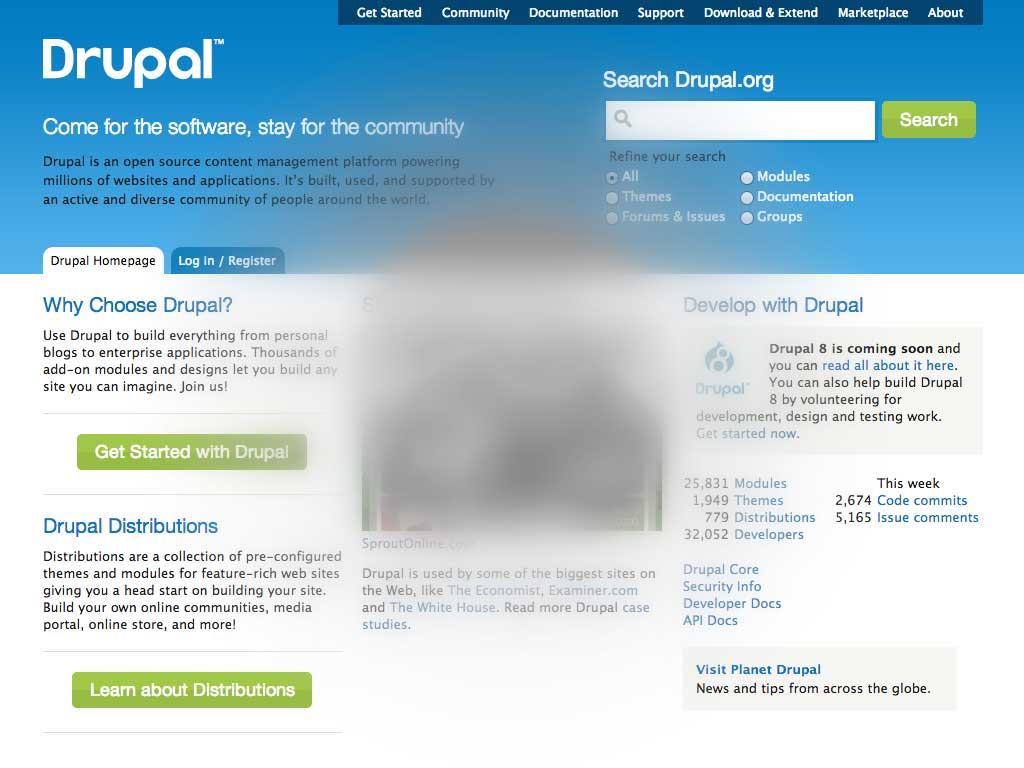 Get Started Community Documentation Support Download & Extend Marketplace About
Drupal™
Search Drupal.org
Search
Come for the software, stay for the community
Drupal is an open source content management platform powering
millions of websites and applications. It's built, used, and supported by
an active and diverse community of people around the world.
Refine your search
All
Modules
Themes
Documentation
Forums & Issues
Groups
Drupal Homepage
Log in / Register
Why Choose Drupal?
Use Drupal to build everything from personal
blogs to enterprise applications. Thousands of
add-on modules and designs let you build any
site you can imagine. Join us!
Get Started with Drupal
Drupal Distributions
Distributions are a collection of pre-configured
themes and modules for feature-rich web sites
giving you a head start on building your site.
Build your own online communities, media
portal, online store, and more!
Learn about Distributions
SproutOnline.com
Drupal is used by some of the biggest sites on
the Web, like The Economist, Examiner.com
and The White House. Read more Drupal case
studies.
Develop with Drupal
Drupal™
Drupal 8 is coming soon and
you can read all about it here.
You can also help build Drupal
8 by volunteering for
development, design and testing work.
Get started now.
25,831 Modules
1,949 Themes
779 Distributions
32,052 Developers
This week
2,674 Code commits
5,165 Issue comments
Drupal Core
Security Info
Developer Docs
API Docs
Visit Planet Drupal
News and tips from across the globe.